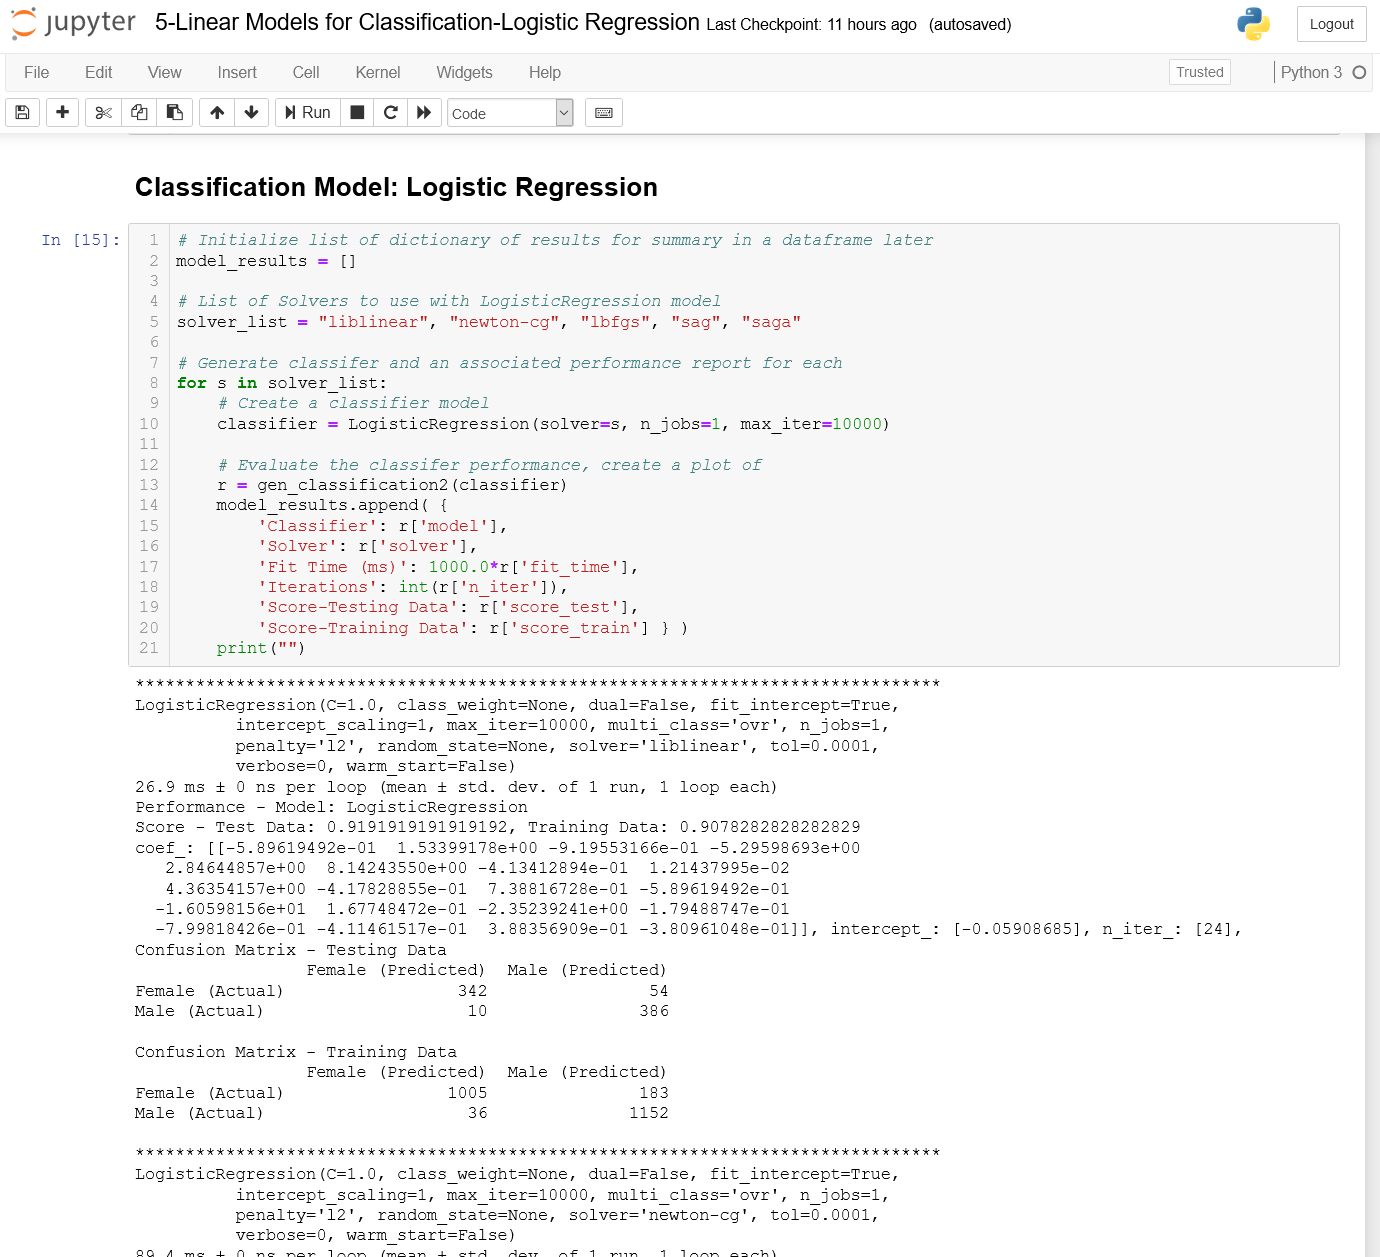 jupyter 5-Linear Models for Classification-Logistic Regression Last Checkpoint: 11 hours ago (autosaved) Logout
File Edit View Insert Cell Kernel Widgets Help Trusted Python 3
Run Code
Classification Model: Logistic Regression
In [15]:
1 # Initialize list of dictionary of results for summary in a dataframe later
2 model_results = []
3
4 # List of Solvers to use with LogisticRegression model
5 solver_list = "liblinear", "newton-cg", "lbfgs", "sag", "saga"
6
7 # Generate classifer and an associated performance report for each
8 for s in solver_list:
9     # Create a classifier model
10     classifier = LogisticRegression(solver=s, n_jobs=1, max_iter=10000)
11
12     # Evaluate the classifer performance, create a plot of
13     r = gen_classification2(classifier)
14     model_results.append( {
15         'Classifier': r['model'],
16         'Solver': r['solver'],
17         'Fit Time (ms)': 1000.0*r['fit_time'],
18         'Iterations': int(r['n_iter']),
19         'Score-Testing Data': r['score_test'],
20         'Score-Training Data': r['score_train'] } )
21     print("")
********************************************************************************
LogisticRegression(C=1.0, class_weight=None, dual=False, fit_intercept=True,
          intercept_scaling=1, max_iter=10000, multi_class='ovr', n_jobs=1,
          penalty='l2', random_state=None, solver='liblinear', tol=0.0001,
          verbose=0, warm_start=False)
26.9 ms ± 0 ns per loop (mean ± std. dev. of 1 run, 1 loop each)
Performance - Model: LogisticRegression
Score - Test Data: 0.9191919191919192, Training Data: 0.9078282828282829
coef_: [[-5.89619492e-01  1.53399178e+00 -9.19553166e-01 -5.29598693e+00
   2.84644857e+00  8.14243550e+00 -4.13412894e-01  1.21437995e-02
   4.36354157e+00 -4.17828855e-01  7.38816728e-01 -5.89619492e-01
  -1.60598156e+01  1.67748472e-01 -2.35239241e+00 -1.79488747e-01
  -7.99818426e-01 -4.11461517e-01  3.88356909e-01 -3.80961048e-01]], intercept_: [-0.05908685], n_iter_: [24],
Confusion Matrix - Testing Data
                 Female (Predicted)  Male (Predicted)
Female (Actual)                 342                54
Male (Actual)                    10               386
Confusion Matrix - Training Data
                 Female (Predicted)  Male (Predicted)
Female (Actual)                1005               183
Male (Actual)                    36              1152
********************************************************************************
LogisticRegression(C=1.0, class_weight=None, dual=False, fit_intercept=True,
          intercept_scaling=1, max_iter=10000, multi_class='ovr', n_jobs=1,
          penalty='l2', random_state=None, solver='newton-cg', tol=0.0001,
          verbose=0, warm_start=False)
89.4 ms ± 0 ns per loop (mean ± std. dev. of 1 run, 1 loop each)